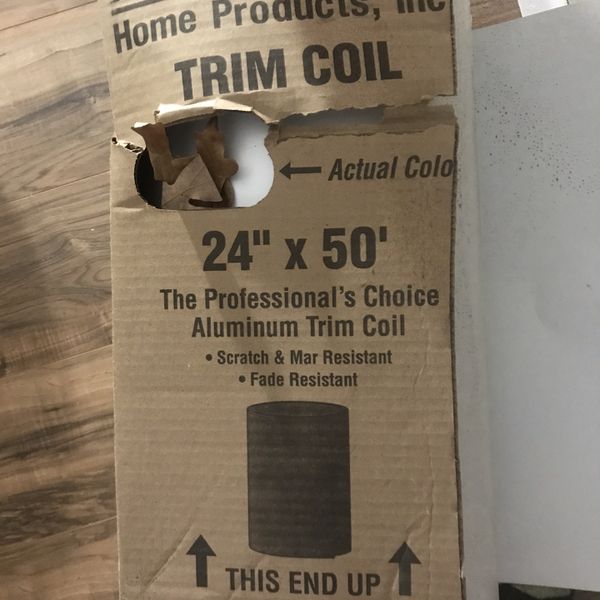 Home Products, Inc
TRIM COIL
Actual Colo
24" x 50'
The Professional's Choice
Aluminum Trim Coil
• Scratch & Mar Resistant
• Fade Resistant
THIS END UP